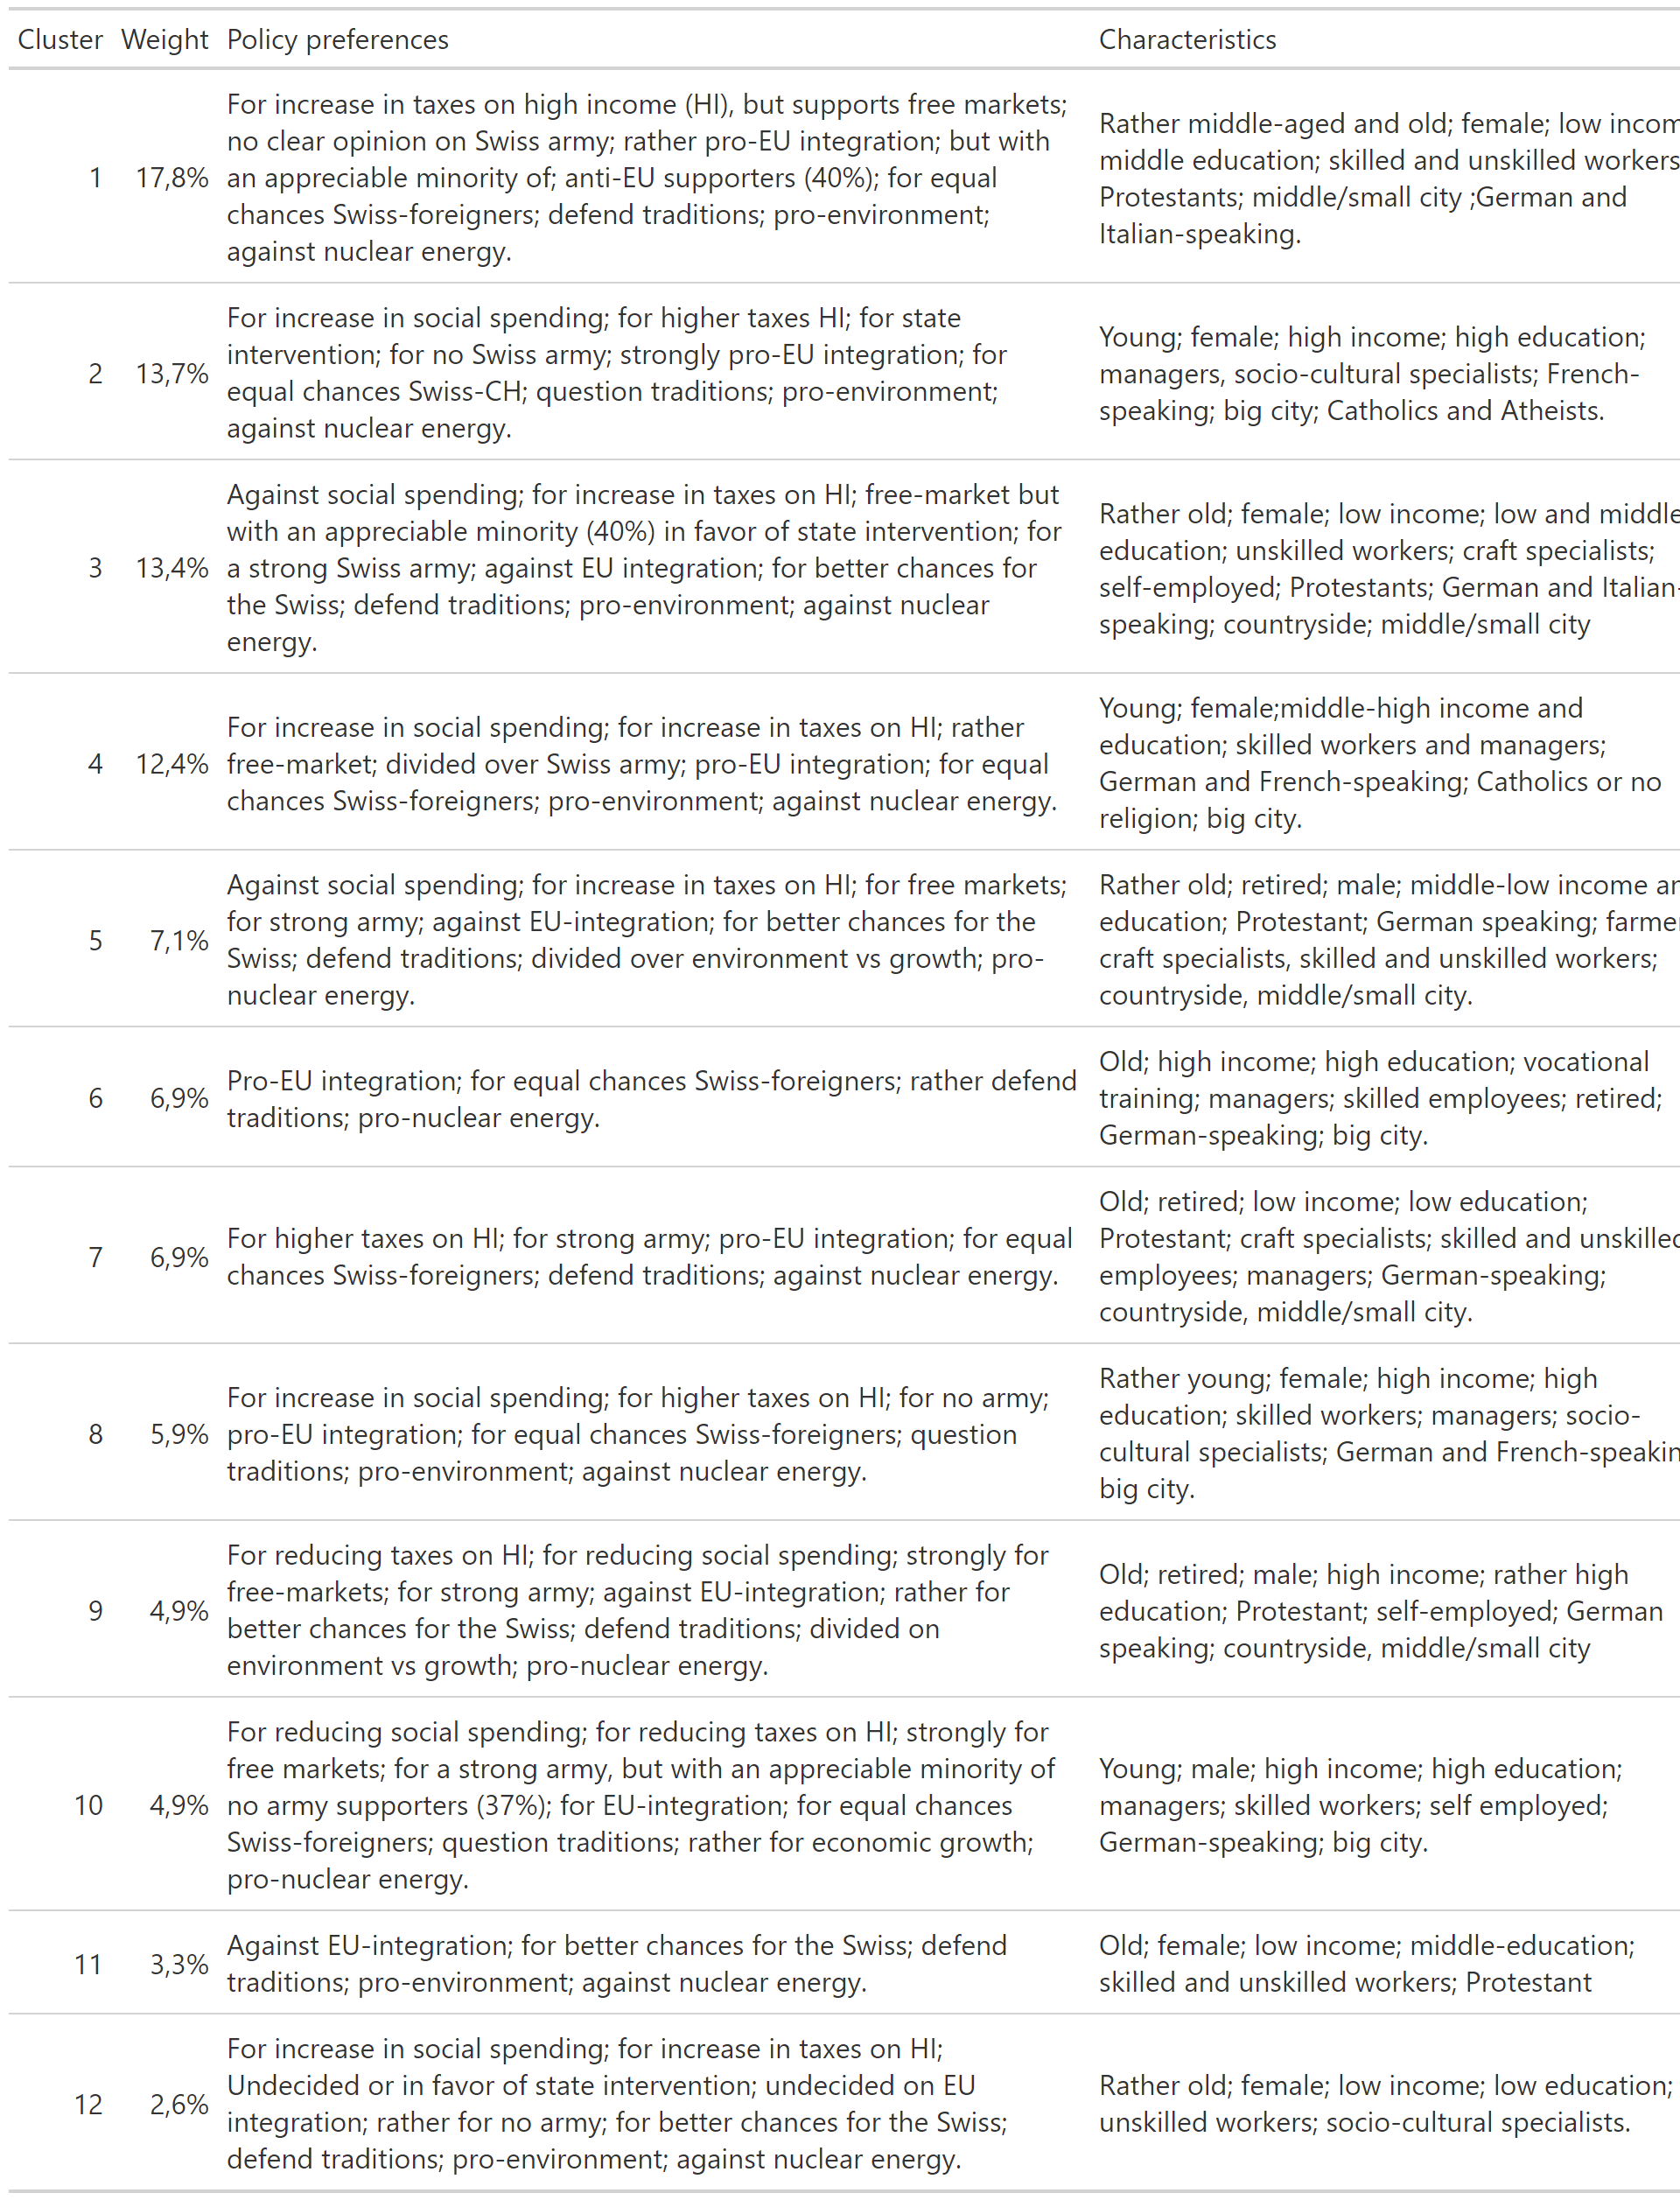 Cluster Weight Policy preferences Characteristics
For increase in taxes on high income (HI), but supports free markets;
no clear opinion on Swiss army; rather pro-EU integration; but with
1 17,8% an appreciable minority of; anti-EU supporters (40%); for equal
chances Swiss-foreigners; defend traditions; pro-environment;
against nuclear energy.
Rather middle-aged and old; female; low
middle education; skilled and unskilled workers
Protestants; middle/small city ;German and
Italian-speaking.
For increase in social spending; for higher taxes HI; for state
intervention; for no Swiss army; strongly pro-EU integration; for
2 13,7% equal chances Swiss-CH; question traditions; pro-environment;
against nuclear energy.
Young; female; high income; high education;
managers, socio-cultural specialists; French-
speaking; big city; Catholics and Atheists.
Against social spending; for increase in taxes on HI; free-market but
with an appreciable minority (40%) in favor of state intervention; for
3 13,4% a strong Swiss army; against EU integration; for better chances for
the Swiss; defend traditions; pro-environment; against nuclear
energy.
Rather old; female; low income; low and middle
education; unskilled workers; craft specialists;
self-employed; Protestants; German and Italian-
speaking; countryside; middle/small city
For increase in social spending; for increase in taxes on HI; rather
4 12,4% free-market; divided over Swiss army; pro-EU integration; for equal
chances Swiss-foreigners; pro-environment; against nuclear energy.
Young; female;middle-high income and
education; skilled workers and managers;
German and French-speaking; Catholics or no
religion; big city.
Against social spending; for increase in taxes on HI; for free markets;
for strong army; against EU-integration; for better chances for the
5 7,1% Swiss; defend traditions; divided over environment vs growth; pro-
nuclear energy.
Rather old; retired; male; middle-low income
education; Protestant; German speaking;
craft specialists, skilled and unskilled workers;
countryside, middle/small city.
6 6,9% Pro-EU integration; for equal chances Swiss-foreigners; rather defend
traditions; pro-nuclear energy.
Old; high income; high education; vocational
training; managers; skilled employees; retired;
German-speaking; big city.
7 6,9% For higher taxes on HI; for strong army; pro-EU integration; for equal
chances Swiss-foreigners; defend traditions; against nuclear energy.
Old; retired; low income; low education;
Protestant; craft specialists; skilled and unskilled
employees; managers; German-speaking;
countryside, middle/small city.
For increase in social spending; for higher taxes on HI; for no army;
8 5,9% pro-EU integration; for equal chances Swiss-foreigners; question
traditions; pro-environment; against nuclear energy.
Rather young; female; high income; high
education; skilled workers; managers; socio-
cultural specialists; German and
big city.
For reducing taxes on HI; for reducing social spending; strongly for
free-markets; for strong army; against EU-integration; rather for
9 4,9% better chances for the Swiss; defend traditions; divided on
environment vs growth; pro-nuclear energy.
Old; retired; male; high income; rather high
education; Protestant; self-employed; German
speaking; countryside, middle/small city
For reducing social spending; for reducing taxes on HI; strongly for
free markets; for a strong army, but with an appreciable minority of
10 4,9% no army supporters (37%); for EU-integration; for equal chances
Swiss-foreigners; question traditions; rather for economic growth;
pro-nuclear energy.
Young; male; high income; high education;
managers; skilled workers; self employed;
German-speaking; big city.
11 3,3% Against EU-integration; for better chances for the Swiss; defend
traditions; pro-environment; against nuclear energy.
Old; female; low income; middle-education;
skilled and unskilled workers; Protestant
For increase in social spending; for increase in taxes on HI;
Undecided or in favor of state intervention; undecided on EU
12 2,6% integration; rather for no army; for better chances for the Swiss;
defend traditions; pro-environment; against nuclear energy.
Rather old; female; low income; low education;
unskilled workers; socio-cultural specialists.